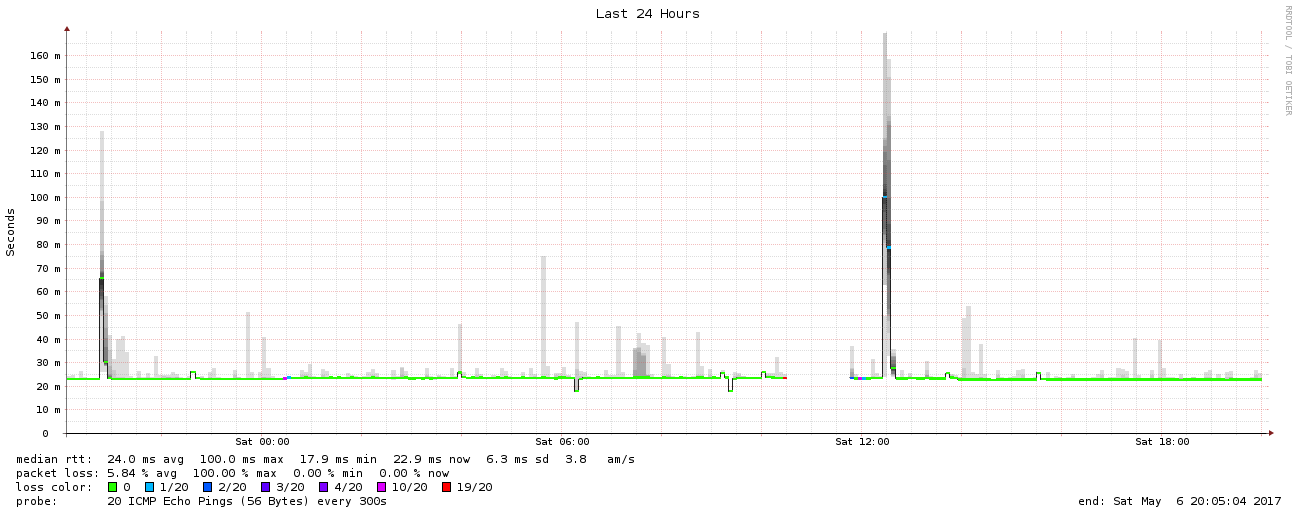 Last 24 Hours
RRDTOOL / TOBI OETIKER
Seconds
160 m
150 m
140 m
130 m
120 m
110 m
100 m
90 m
80 m
70 m
60 m
50 m
40 m
30 m
20 m
10 m
0
Sat 00:00 Sat 06:00 Sat 12:00 Sat 18:00
median rtt: 24.0 ms avg 100.0 ms max 17.9 ms min 22.9 ms now 6.3 ms sd 3.8 am/s
packet loss: 5.84 % avg 100.00 % max 0.00 % min 0.00 % now
loss color: 0 1/20 2/20 3/20 4/20 10/20 19/20
probe: 20 ICMP Echo Pings (56 Bytes) every 300s end: Sat May 6 20:05:04 2017